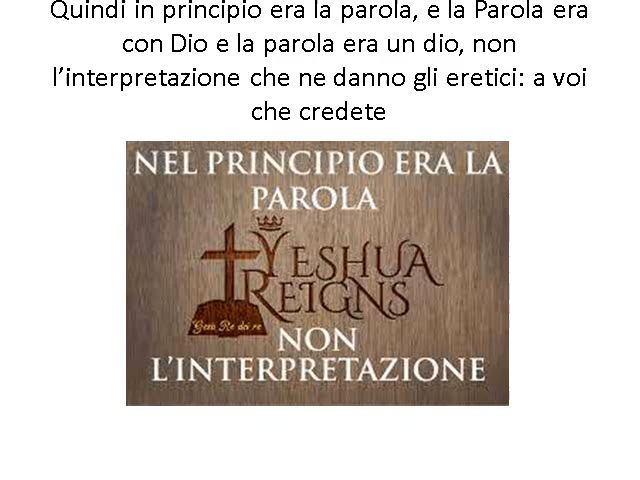 Quindi in principio era la parola, e la Parola era
con Dio e la parola era un dio, non
l’interpretazione che ne danno gli eretici: a voi
che credete
NEL PRINCIPIO ERA LA
PAROLA
YESHUA
REIGNS
Gesù Re dei re
NON
L'INTERPRETAZIONE